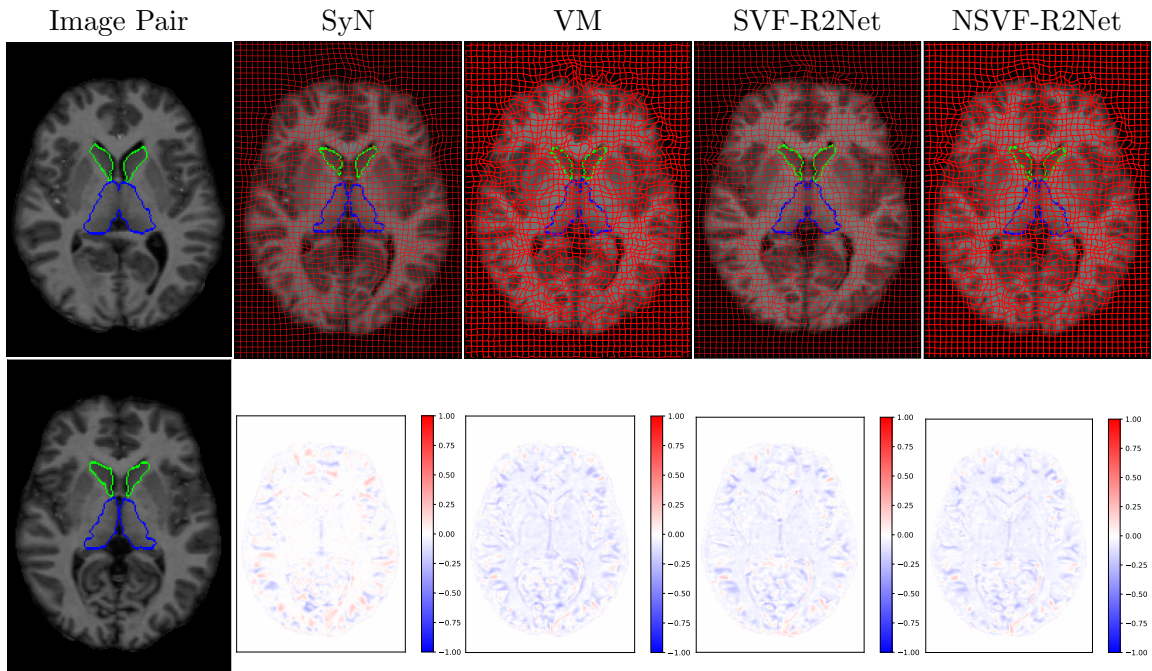 Image Pair SyN VM SVF-R2Net NSVF-R2Net
1.00 1.00 1.00 1.00
0.75 0.75 0.75 0.75
0.50 0.50 0.50 0.50
0.25 0.25 0.25 0.25
0.00 0.00 0.00 0.00
−0.25 −0.25 −0.25 −0.25
−0.50 −0.50 −0.50 −0.50
−0.75 −0.75 −0.75 −0.75
−1.00 −1.00 −1.00 −1.00